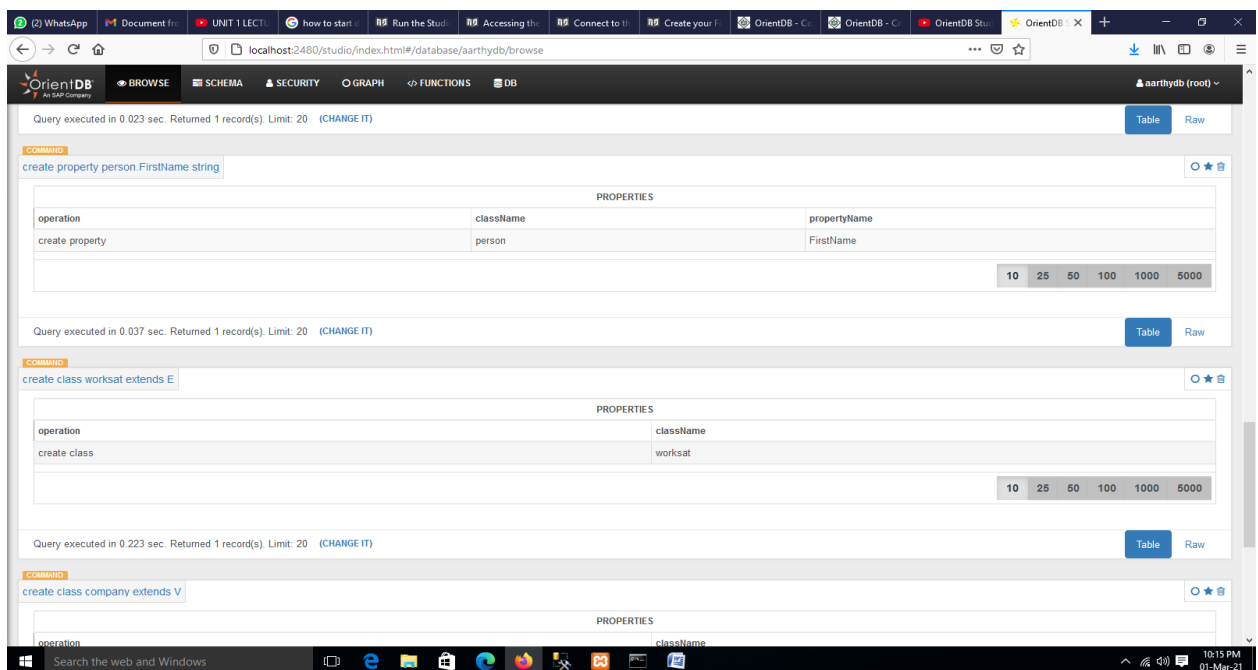 (2) WhatsApp
Document fro
UNIT 1 LECTU
how to start o
Run the Studi
Accessing the
Connect to th
Create your Fi
OrientDB - Co
OrientDB - Cr
OrientDB Stud
OrientDB S
localhost:2480/studio/index.html#/database/aarthydb/browse
OrientDB
An SAP Company
BROWSE
SCHEMA
SECURITY
GRAPH
FUNCTIONS
DB
aarthydb (root)
Query executed in 0.023 sec. Returned 1 record(s). Limit: 20 (CHANGE IT)
Table Raw
COMMAND
create property person.FirstName string
PROPERTIES
operation className propertyName
create property person FirstName
10 25 50 100 1000 5000
Query executed in 0.037 sec. Returned 1 record(s). Limit: 20 (CHANGE IT)
Table Raw
COMMAND
create class worksat extends E
PROPERTIES
operation className
create class worksat
10 25 50 100 1000 5000
Query executed in 0.223 sec. Returned 1 record(s). Limit: 20 (CHANGE IT)
Table Raw
COMMAND
create class company extends V
PROPERTIES
operation className
Search the web and Windows
10:15 PM
01-Mar-21